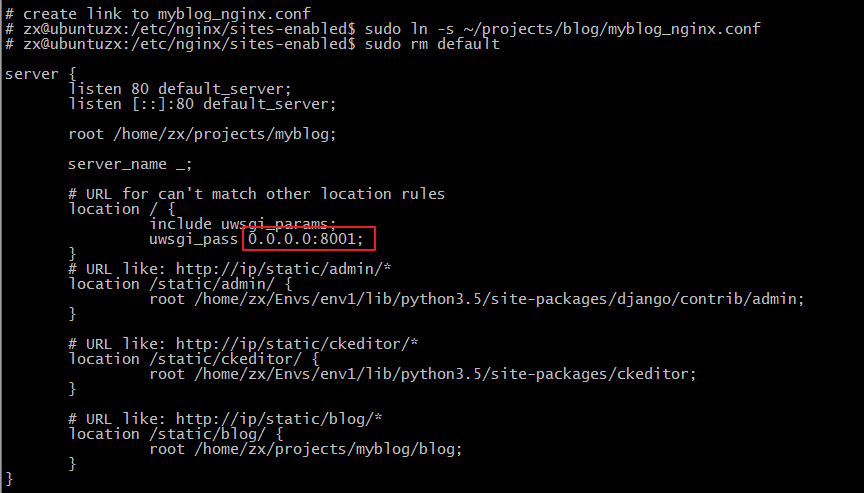 # create link to myblog_nginx.conf
# zx@ubuntuzx:/etc/nginx/sites-enabled$ sudo ln -s ~/projects/blog/myblog_nginx.conf
# zx@ubuntuzx:/etc/nginx/sites-enabled$ sudo rm default
server {
listen 80 default_server;
listen [::]:80 default_server;
root /home/zx/projects/myblog;
server_name _;
# URL for can't match other location rules
location / {
include uwsgi_params;
uwsgi_pass 0.0.0.0:8001;
}
# URL like: http://ip/static/admin/*
location /static/admin/ {
root /home/zx/Envs/env1/lib/python3.5/site-packages/django/contrib/admin;
}
# URL like: http://ip/static/ckeditor/*
location /static/ckeditor/ {
root /home/zx/Envs/env1/lib/python3.5/site-packages/ckeditor;
}
# URL like: http://ip/static/blog/*
location /static/blog/ {
root /home/zx/projects/myblog/blog;
}
}